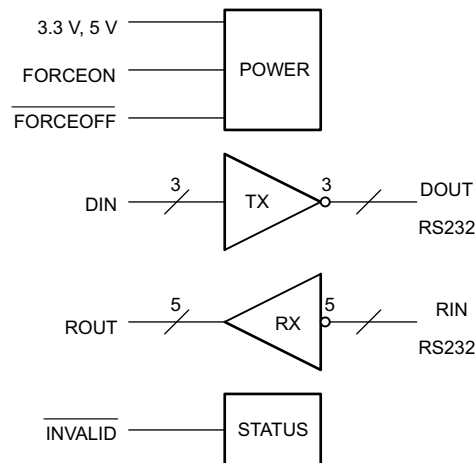 3.3 V, 5 V
POWER
FORCEON
FORCEOFF
3
3
DIN
TX
DOUT
RS232
5
5
ROUT
RX
RIN
RS232
INVALID
STATUS